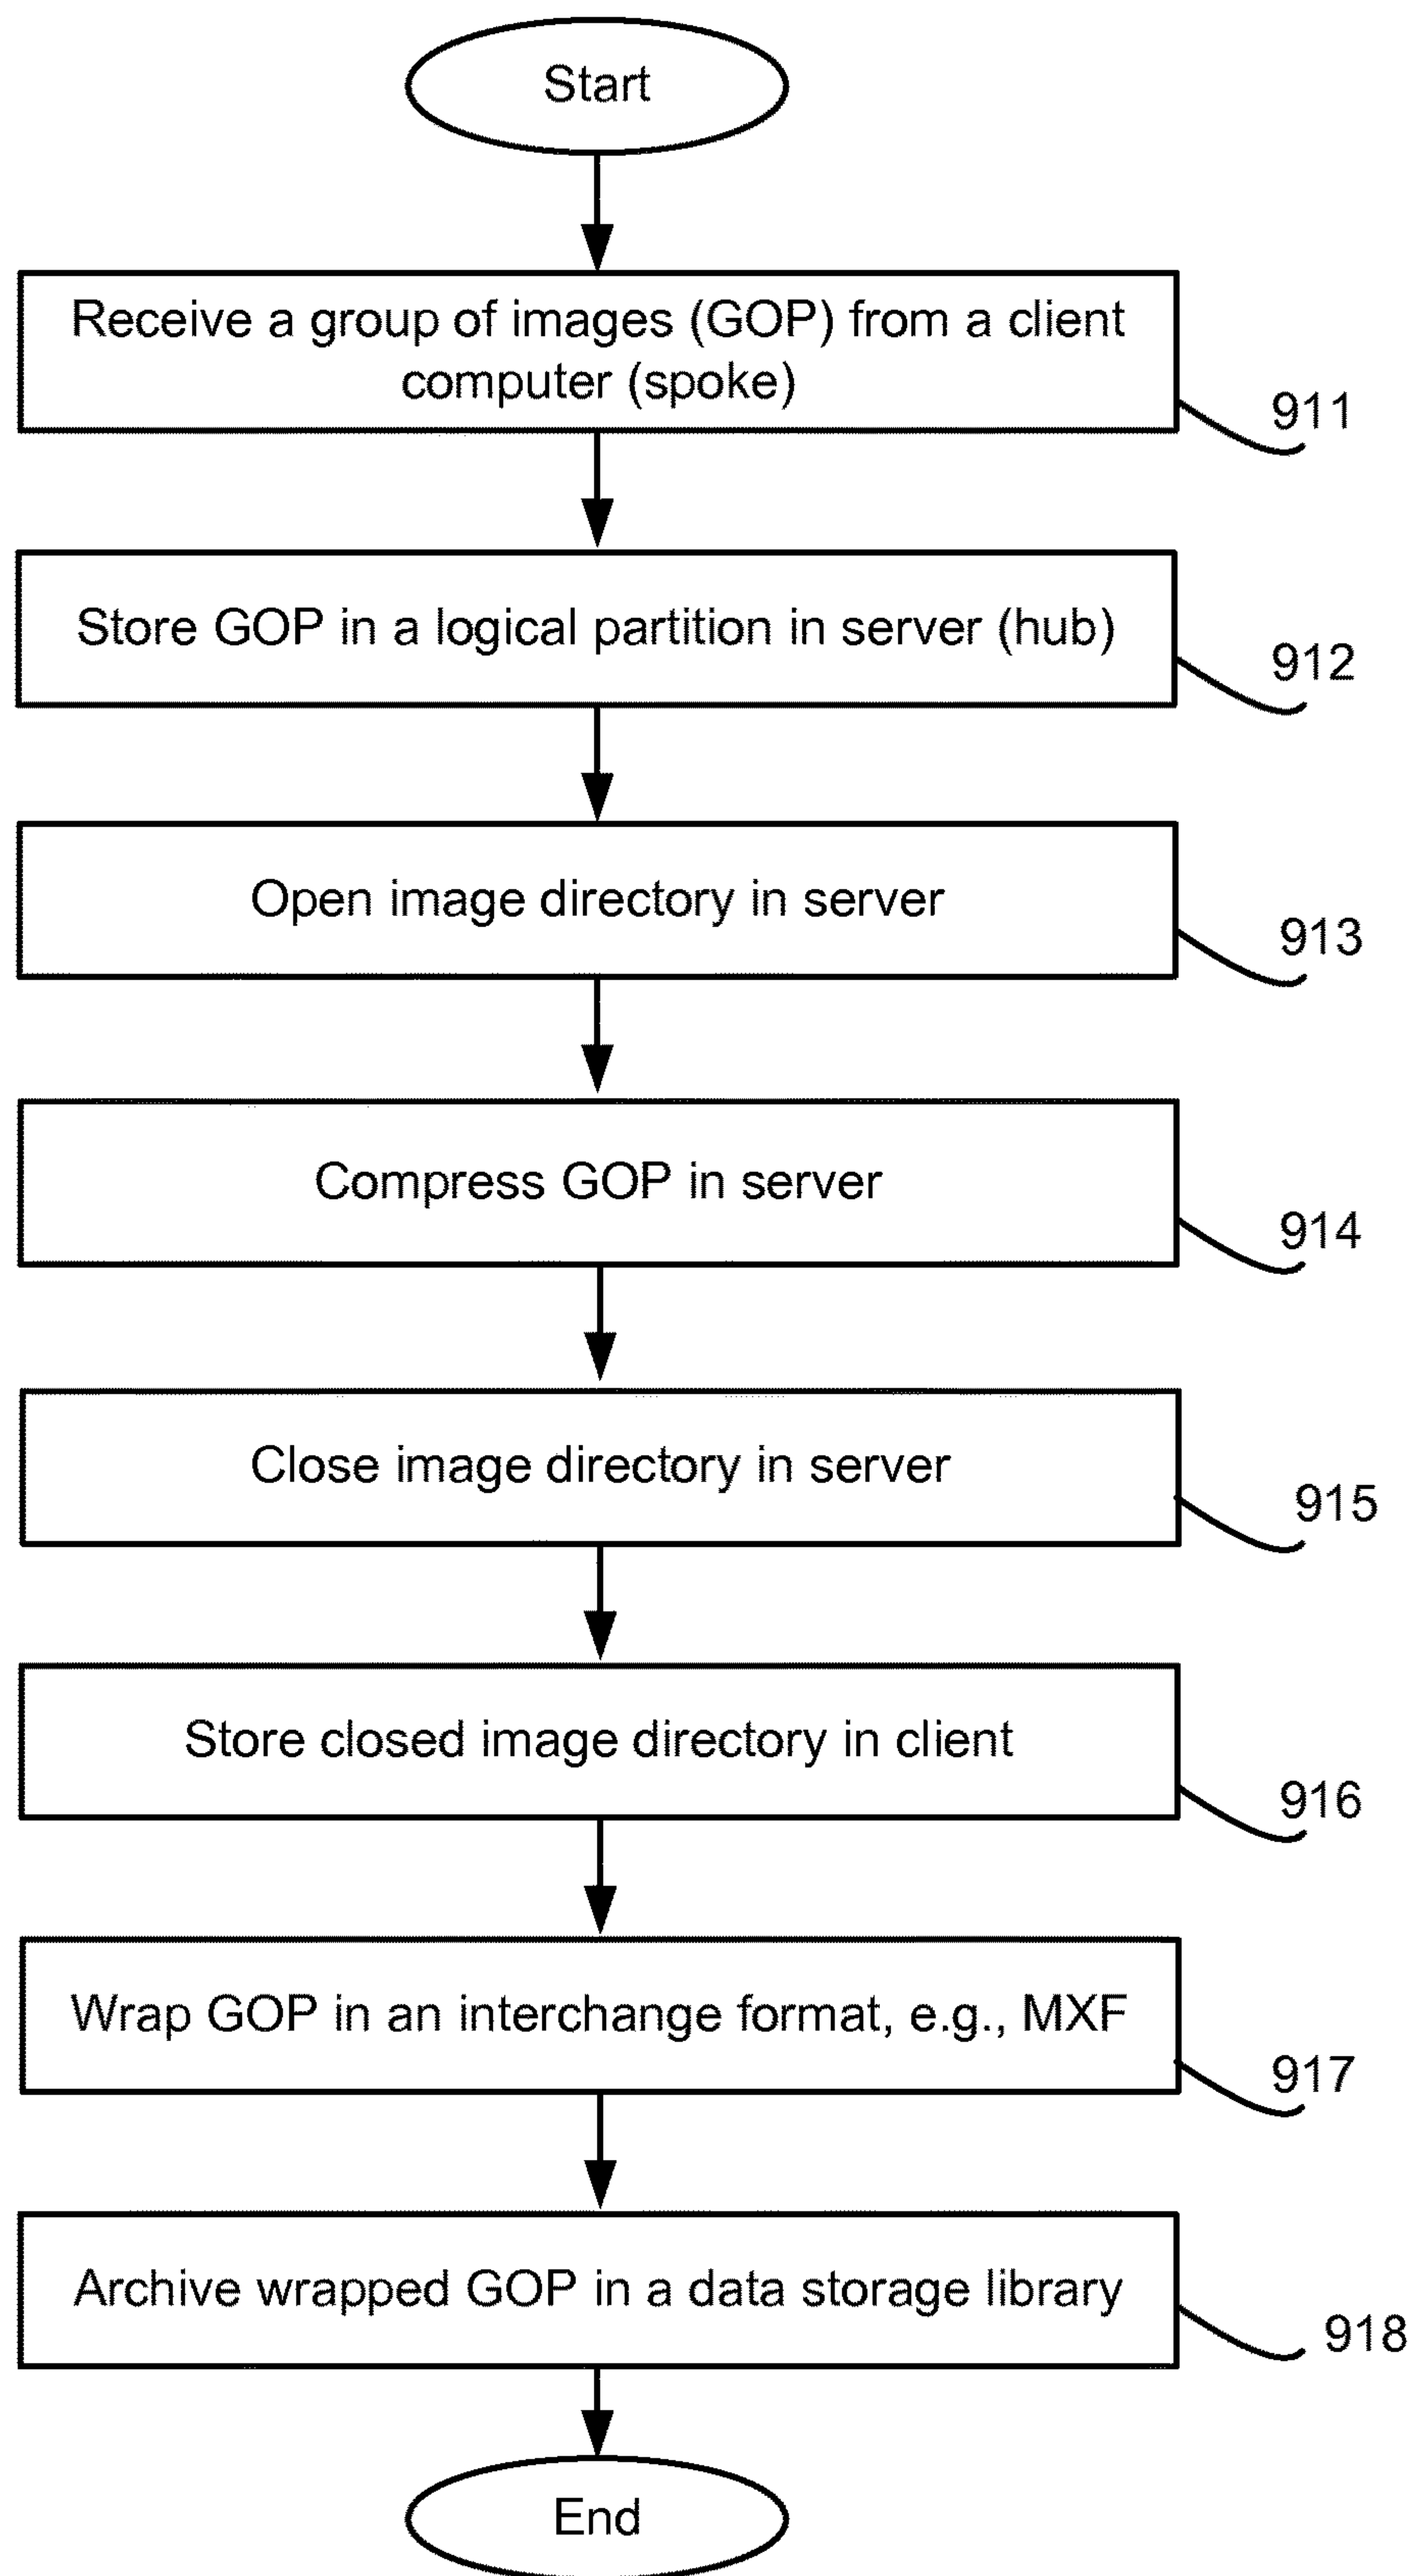 Start
Receive a group of images (GOP) from a client
computer (spoke)
911
Store GOP in a logical partition in server (hub)
912
Open image directory in server
913
Compress GOP in server
914
Close image directory in server
915
Store closed image directory in client
916
Wrap GOP in an interchange format, e.g., MXF
917
Archive wrapped GOP in a data storage library
918
End